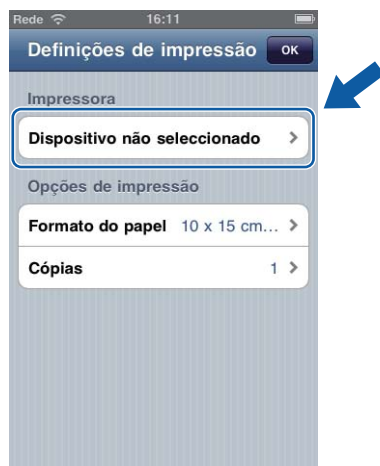 Rede 16:11
Definições de impressão OK
Impressora
Dispositivo não seleccionado
Opções de impressão
Formato do papel 10 x 15 cm...
Cópias 1